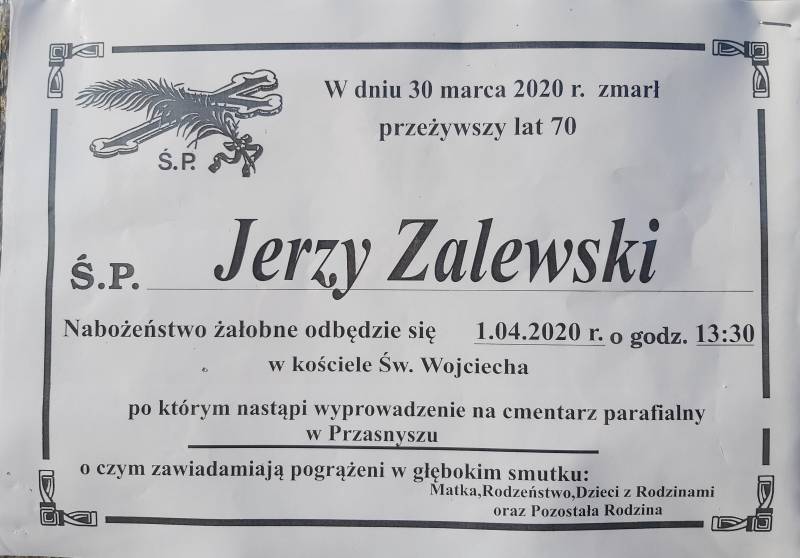 W dniu 30 marca 2020 r. zmarł
przeżywszy lat 70
Ś.P.
Ś.P. Jerzy Zalewski
Nabożeństwo żałobne odbędzie się 1.04.2020 r. o godz. 13:30
w kościele Św. Wojciecha
po którym nastąpi wyprowadzenie na cmentarz parafialny
w Przasnyszu
o czym zawiadamiają pogrążeni w głębokim smutku:
Matka,Rodzeństwo,Dzieci z Rodzinami
oraz Pozostała Rodzina